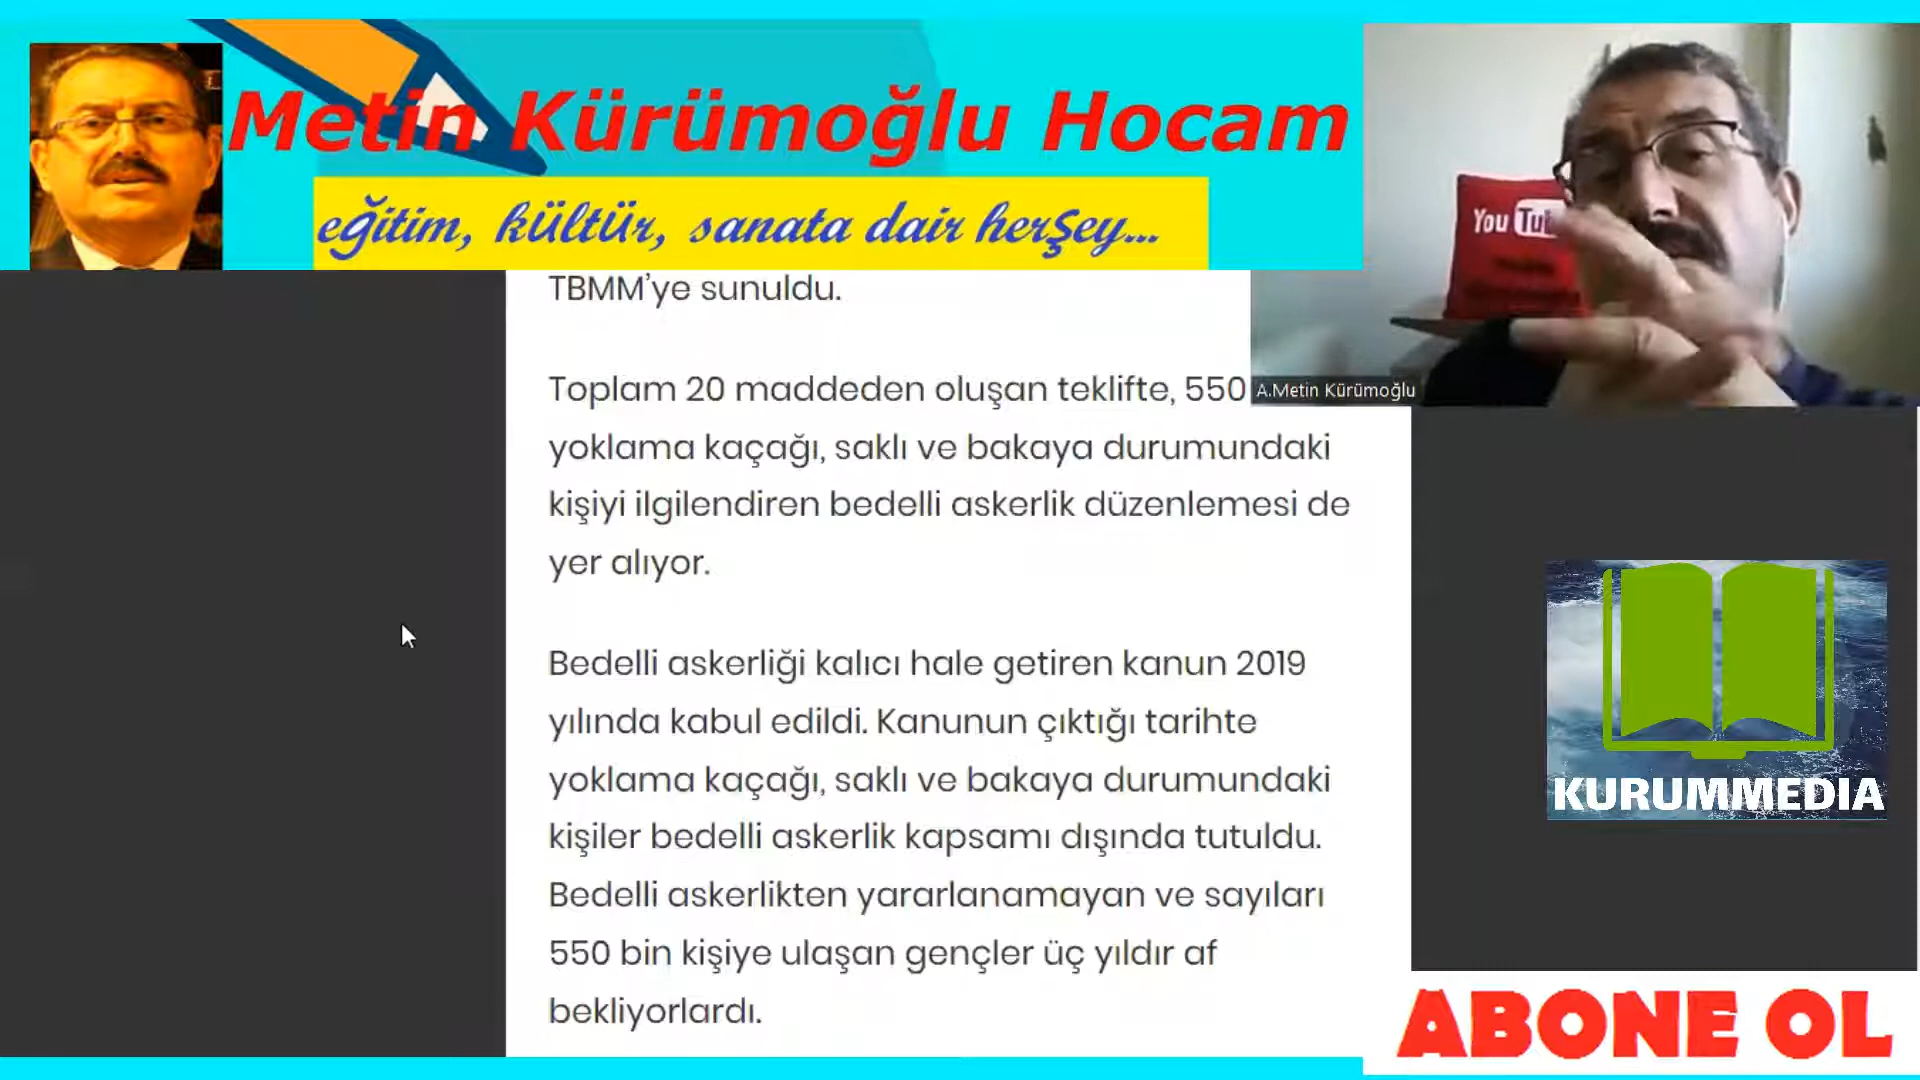 Metin Kürümoğlu Hocam
eğitim, kültür, sanata dair herşey...
You Tube
TBMM'ye sunuldu.
Toplam 20 maddeden oluşan teklifte, 550
A.Metin Kürümoğlu
yoklama kaçağı, saklı ve bakaya durumundaki
kişiyi ilgilendiren bedelli askerlik düzenlemesi de
yer alıyor.
Bedelli askerliği kalıcı hale getiren kanun 2019
yılında kabul edildi. Kanunun çıktığı tarihte
yoklama kaçağı, saklı ve bakaya durumundaki
kişiler bedelli askerlik kapsamı dışında tutuldu.
Bedelli askerlikten yararlanamayan ve sayıları
550 bin kişiye ulaşan gençler üç yıldır af
bekliyorlardı.
KURUMMEDIA
ABONE OL